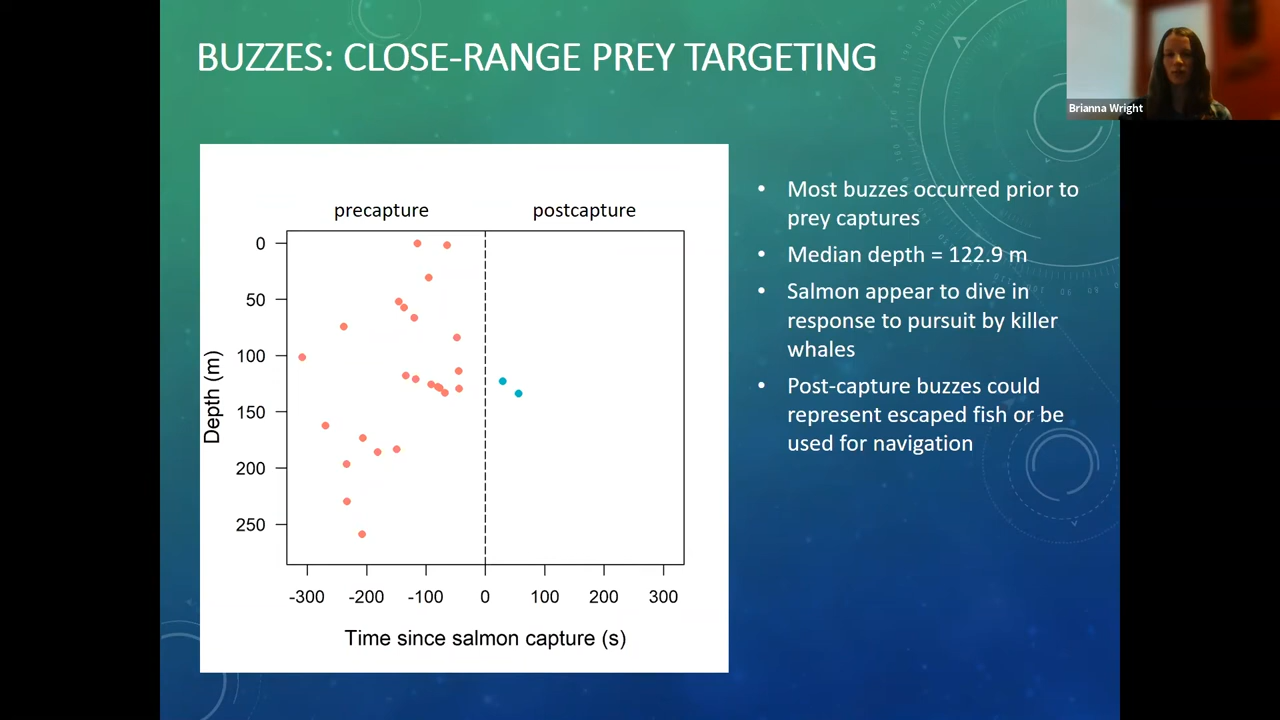 BUZZES: CLOSE-RANGE PREY TARGETING
Brianna Wright
precapture postcapture
0
50
100
150
200
250
Depth (m)
-300 -200 -100 0 100 200 300
Time since salmon capture (s)
• Most buzzes occurred prior to
prey captures
• Median depth = 122.9 m
• Salmon appear to dive in
response to pursuit by killer
whales
• Post-capture buzzes could
represent escaped fish or be
used for navigation